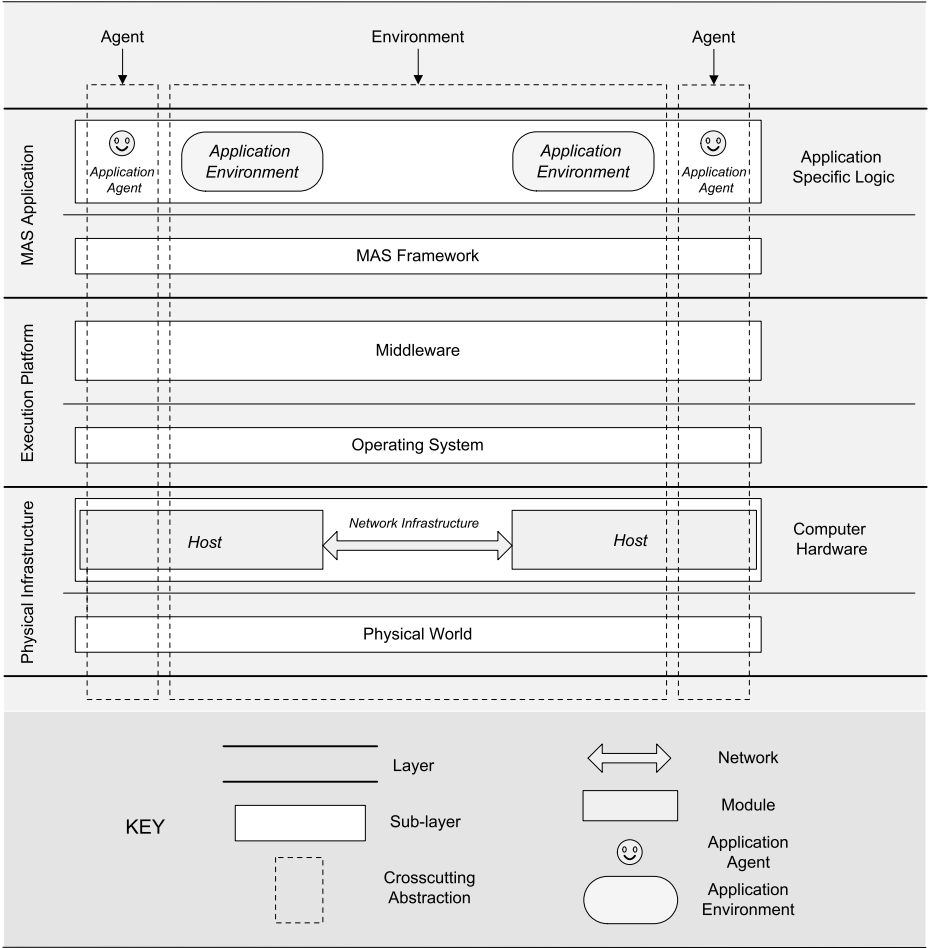 Agent
Environment
Agent
MAS Application
Application
Agent
Application
Environment
Application
Environment
Application
Agent
Application
Specific Logic
MAS Framework
Execution Platform
Middleware
Operating System
Physical Infrastructure
Host
Network Infrastructure
Host
Computer
Hardware
Physical World
KEY
Layer
Sub-layer
Crosscutting
Abstraction
Network
Module
Application
Agent
Application
Environment